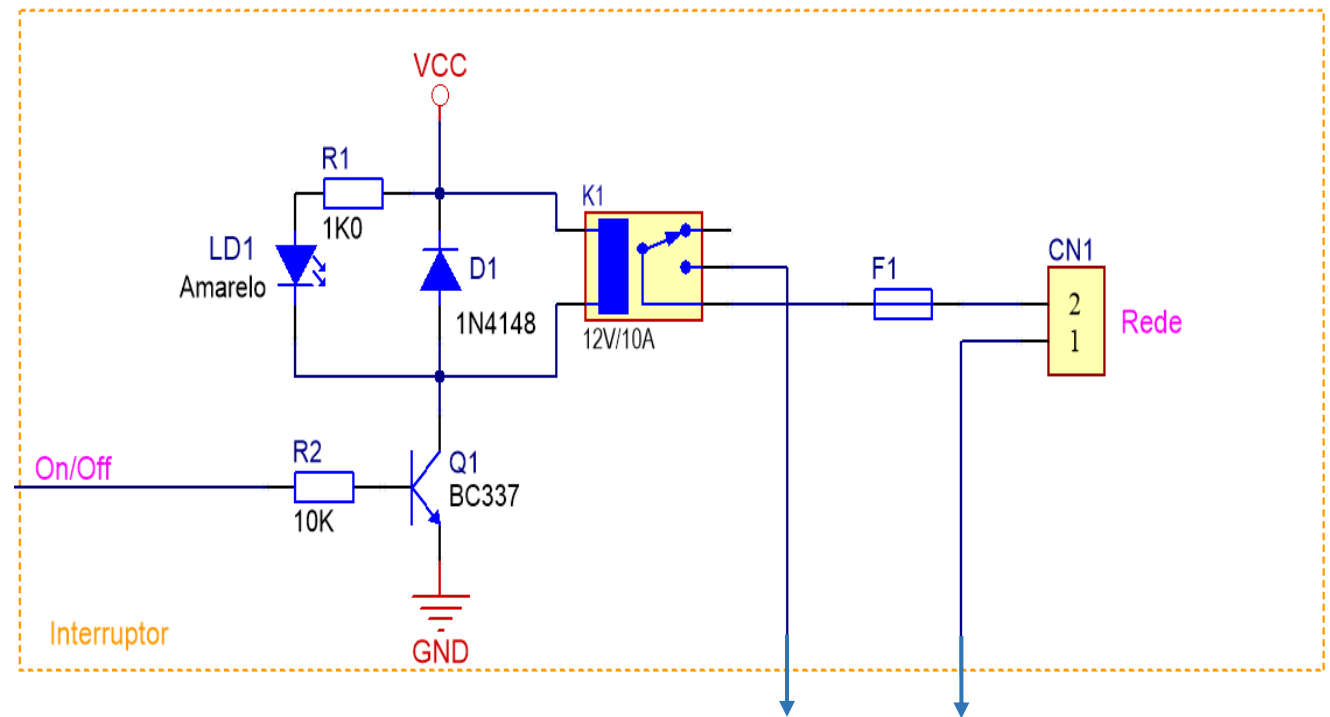 VCC
R1
1K0
LD1
Amarelo
D1
1N4148
K1
12V/10A
F1
CN1
2
1
Rede
On/Off
R2
10K
Q1
BC337
GND
Interruptor